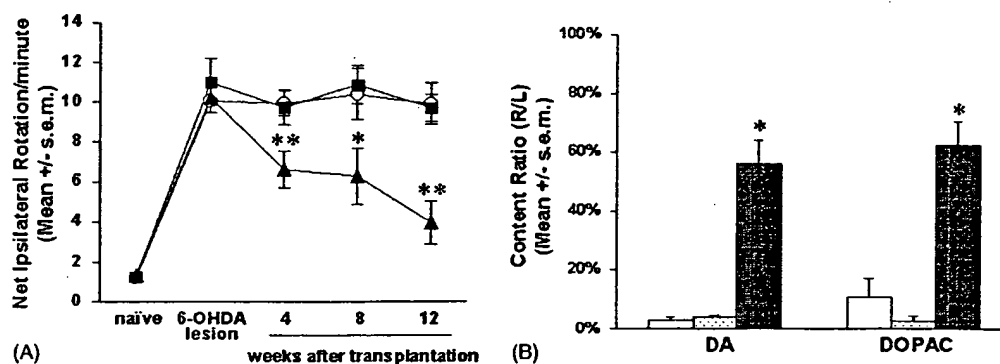 14
12
10
8
6
4
2
0
Net Ipsilateral Rotation/minute
(Mean +/- s.e.m.)
**
*
**
naïve
6-OHDA
lesion
4
8
12
weeks after transplantation
(A)
100%
80%
60%
40%
20%
0%
Content Ratio (R/L)
(Mean +/- s.e.m.)
*
*
DA
DOPAC
(B)